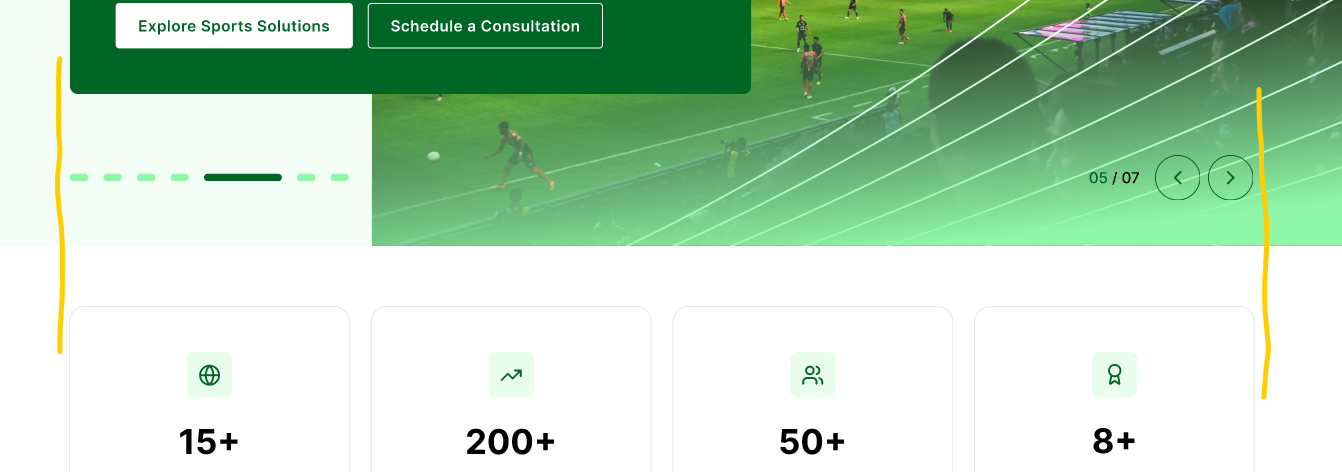 Explore Sports Solutions
Schedule a Consultation
05 / 07
15+
200+
50+
8+